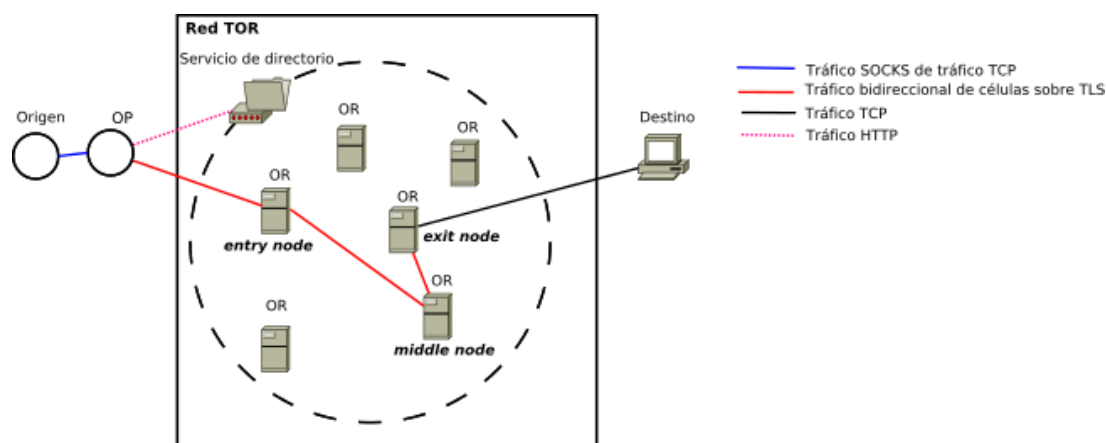 Red TOR
Servicio de directorio
Origen
OP
OR
OR
Destino
OR
OR
entry node
exit node
OR
OR
middle node
Tráfico SOCKS de tráfico TCP
Tráfico bidireccional de células sobre TLS
Tráfico TCP
Tráfico HTTP